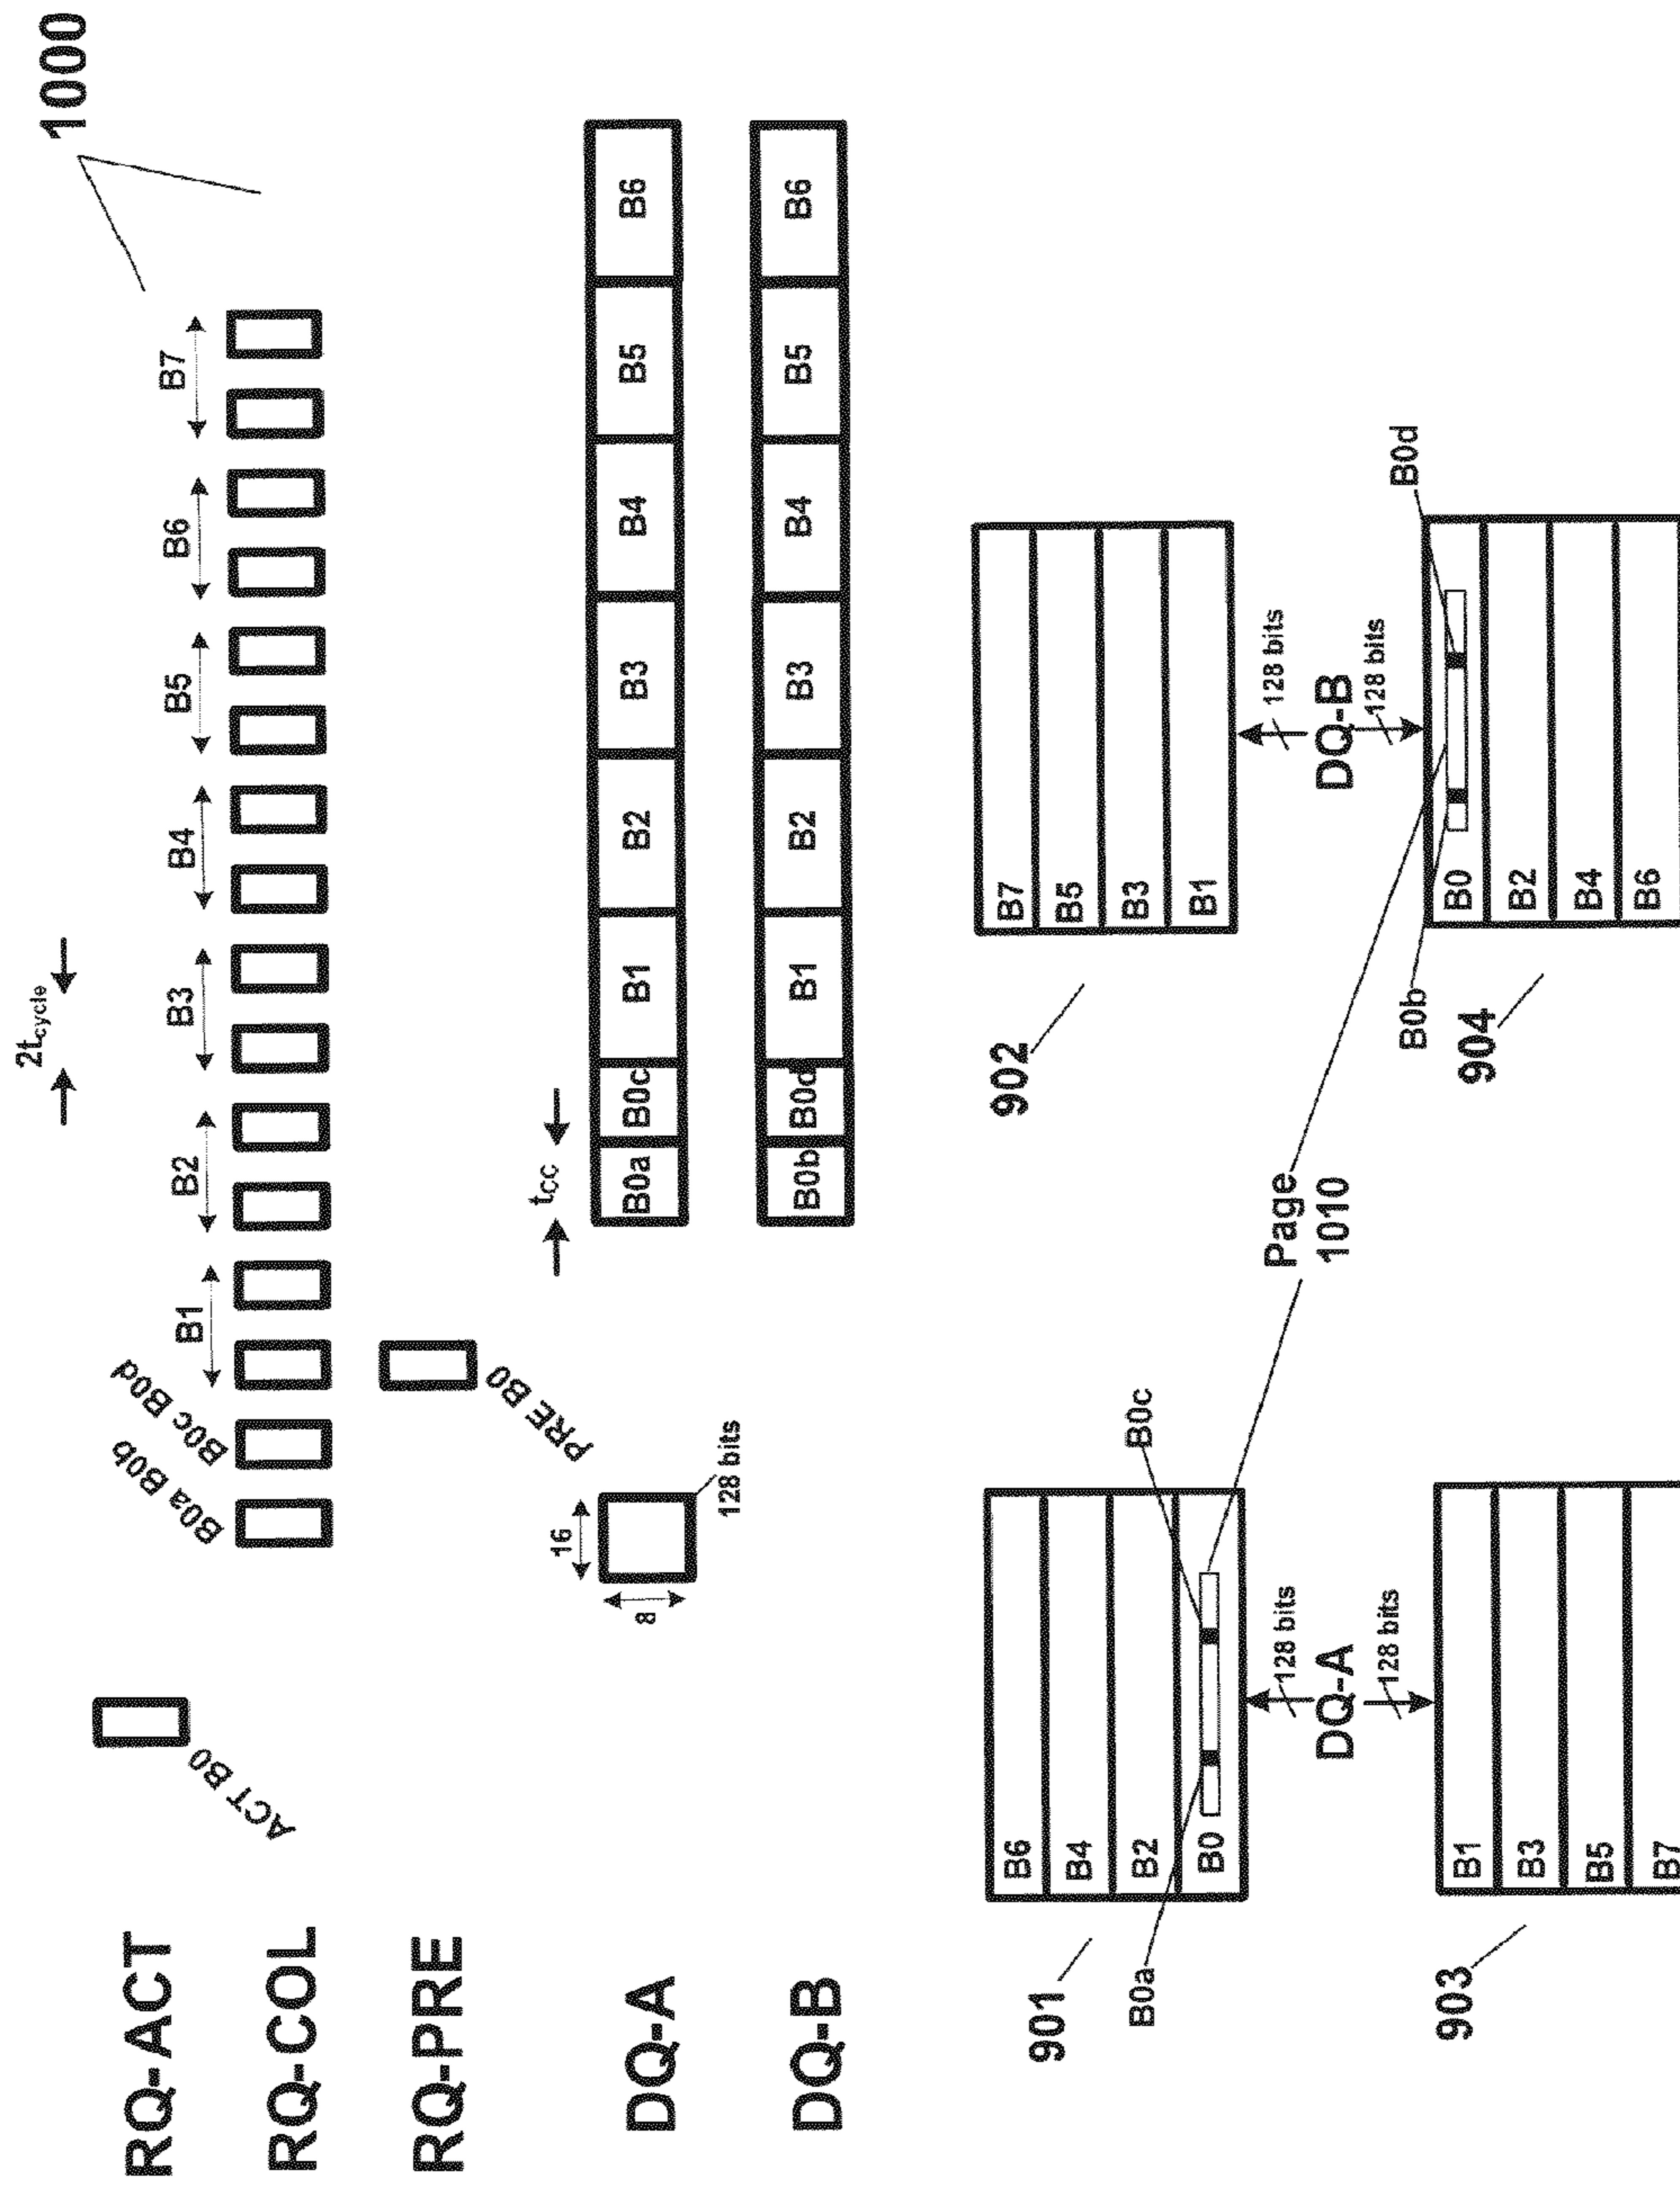 1000
2tcycle
RQ-ACT
ACT B0
RQ-COL
B0a B0b
B0c B0d
B1
B2
B3
B4
B5
B6
B7
RQ-PRE
PRE B0
tCC
16
8
128 bits
DQ-A
B0a
B0c
B1
B2
B3
B4
B5
B6
DQ-B
B0b
B0d
B1
B2
B3
B4
B5
B6
901
B6
B4
B2
B0
B0a
B0c
128 bits
DQ-A
128 bits
903
B1
B3
B5
B7
Page
1010
902
B7
B5
B3
B1
128 bits
DQ-B
128 bits
B0b
B0d
904
B0
B2
B4
B6